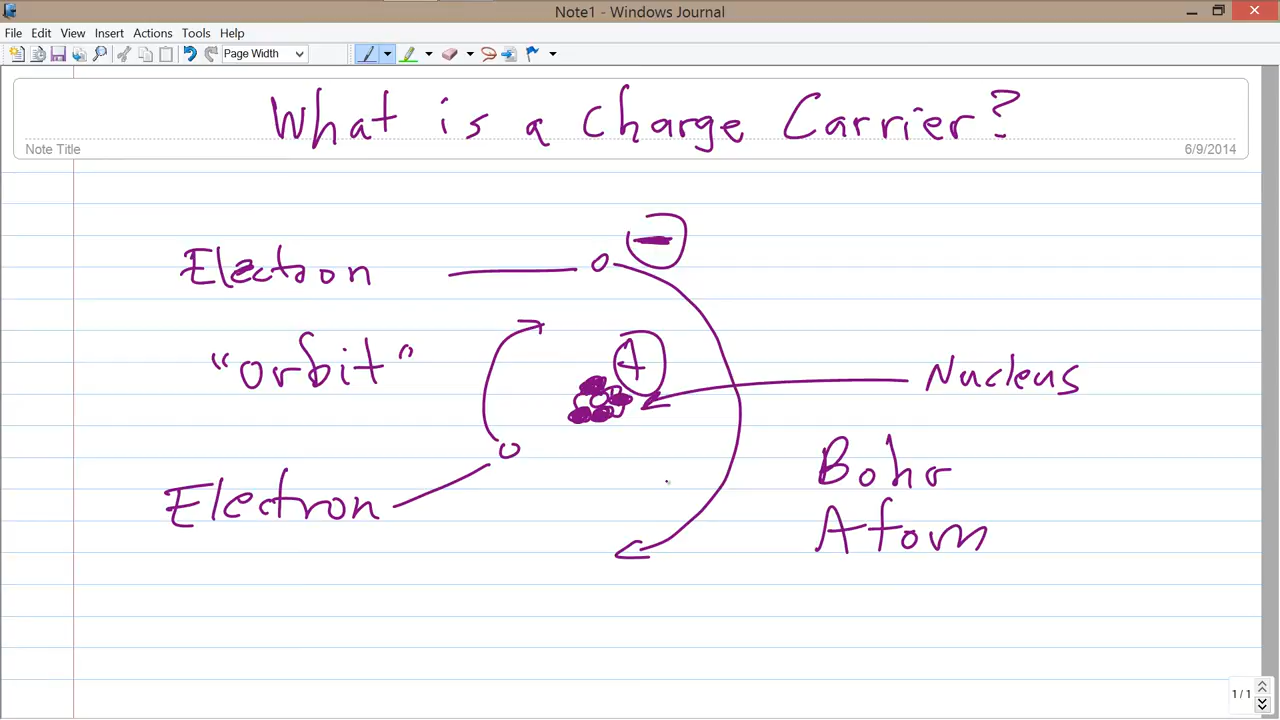 Note1 - Windows Journal
File Edit View Insert Actions Tools Help
Page Width
What is a Charge Carrier?
Note Title
6/9/2014
Electron
−
"orbit"
+
Nucleus
Electron
Bohr
Atom
1 / 1